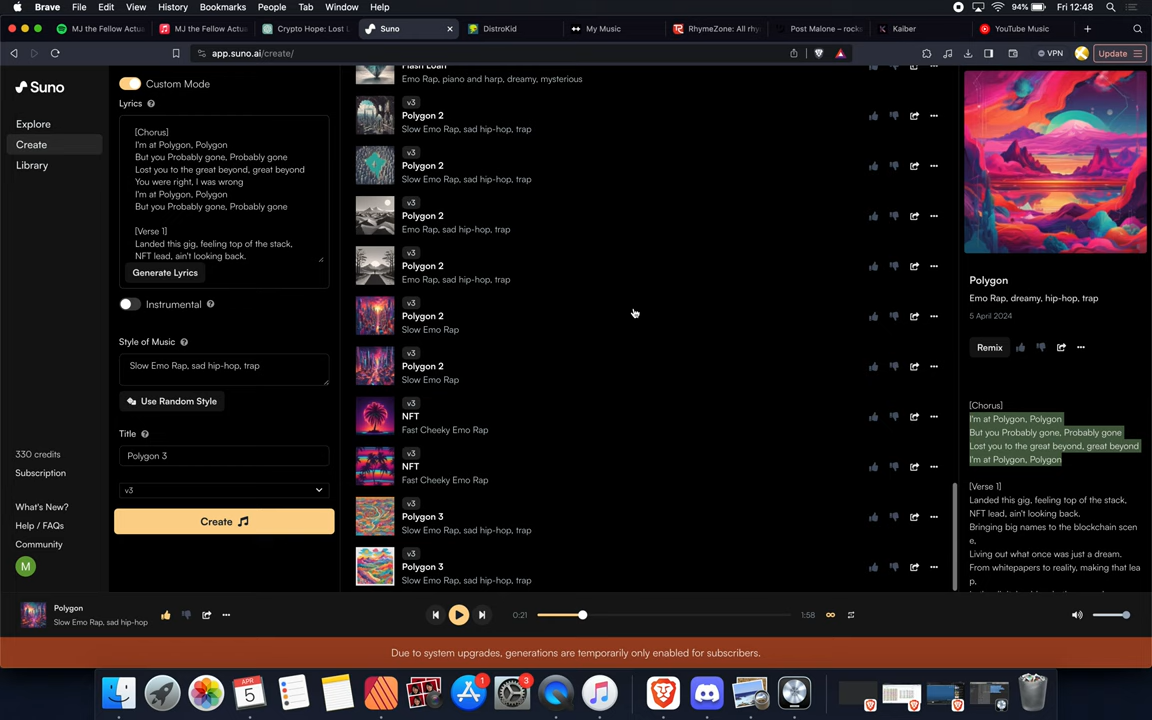 Brave File Edit View History Bookmarks People Tab Window Help
94% Fri 12:48
MJ the Fellow Actua
MJ the Fellow Actua
Crypto Hope: Lost I
Suno
DistroKid
My Music
RhymeZone: All rhy
Post Malone – rocks
Kaiber
YouTube Music
app.suno.ai/create/
VPN
Update
Suno
Explore
Create
Library
330 credits
Subscription
What's New?
Help / FAQs
Community
M
Custom Mode
Lyrics
[Chorus]
I'm at Polygon, Polygon
But you Probably gone, Probably gone
Lost you to the great beyond, great beyond
You were right, I was wrong
I'm at Polygon, Polygon
But you Probably gone, Probably gone
[Verse 1]
Landed this gig, feeling top of the stack,
NFT lead, ain't looking back.
Generate Lyrics
Instrumental
Style of Music
Slow Emo Rap, sad hip-hop, trap
Use Random Style
Title
Polygon 3
v3
Create
Flash Loan
Emo Rap, piano and harp, dreamy, mysterious
v3
Polygon 2
Slow Emo Rap, sad hip-hop, trap
v3
Polygon 2
Slow Emo Rap, sad hip-hop, trap
v3
Polygon 2
Emo Rap, sad hip-hop, trap
v3
Polygon 2
Emo Rap, sad hip-hop, trap
v3
Polygon 2
Slow Emo Rap
v3
Polygon 2
Slow Emo Rap
v3
NFT
Fast Cheeky Emo Rap
v3
NFT
Fast Cheeky Emo Rap
v3
Polygon 3
Slow Emo Rap, sad hip-hop, trap
v3
Polygon 3
Slow Emo Rap, sad hip-hop, trap
Polygon
Emo Rap, dreamy, hip-hop, trap
5 April 2024
Remix
[Chorus]
I'm at Polygon, Polygon
But you Probably gone, Probably gone
Lost you to the great beyond, great beyond
I'm at Polygon, Polygon
[Verse 1]
Landed this gig, feeling top of the stack,
NFT lead, ain't looking back.
Bringing big names to the blockchain scen
e,
Living out what once was just a dream.
From whitepapers to reality, making that lea
p,
Polygon
Slow Emo Rap, sad hip-hop
0:21
1:58
Due to system upgrades, generations are temporarily only enabled for subscribers.
APR
5
1
3